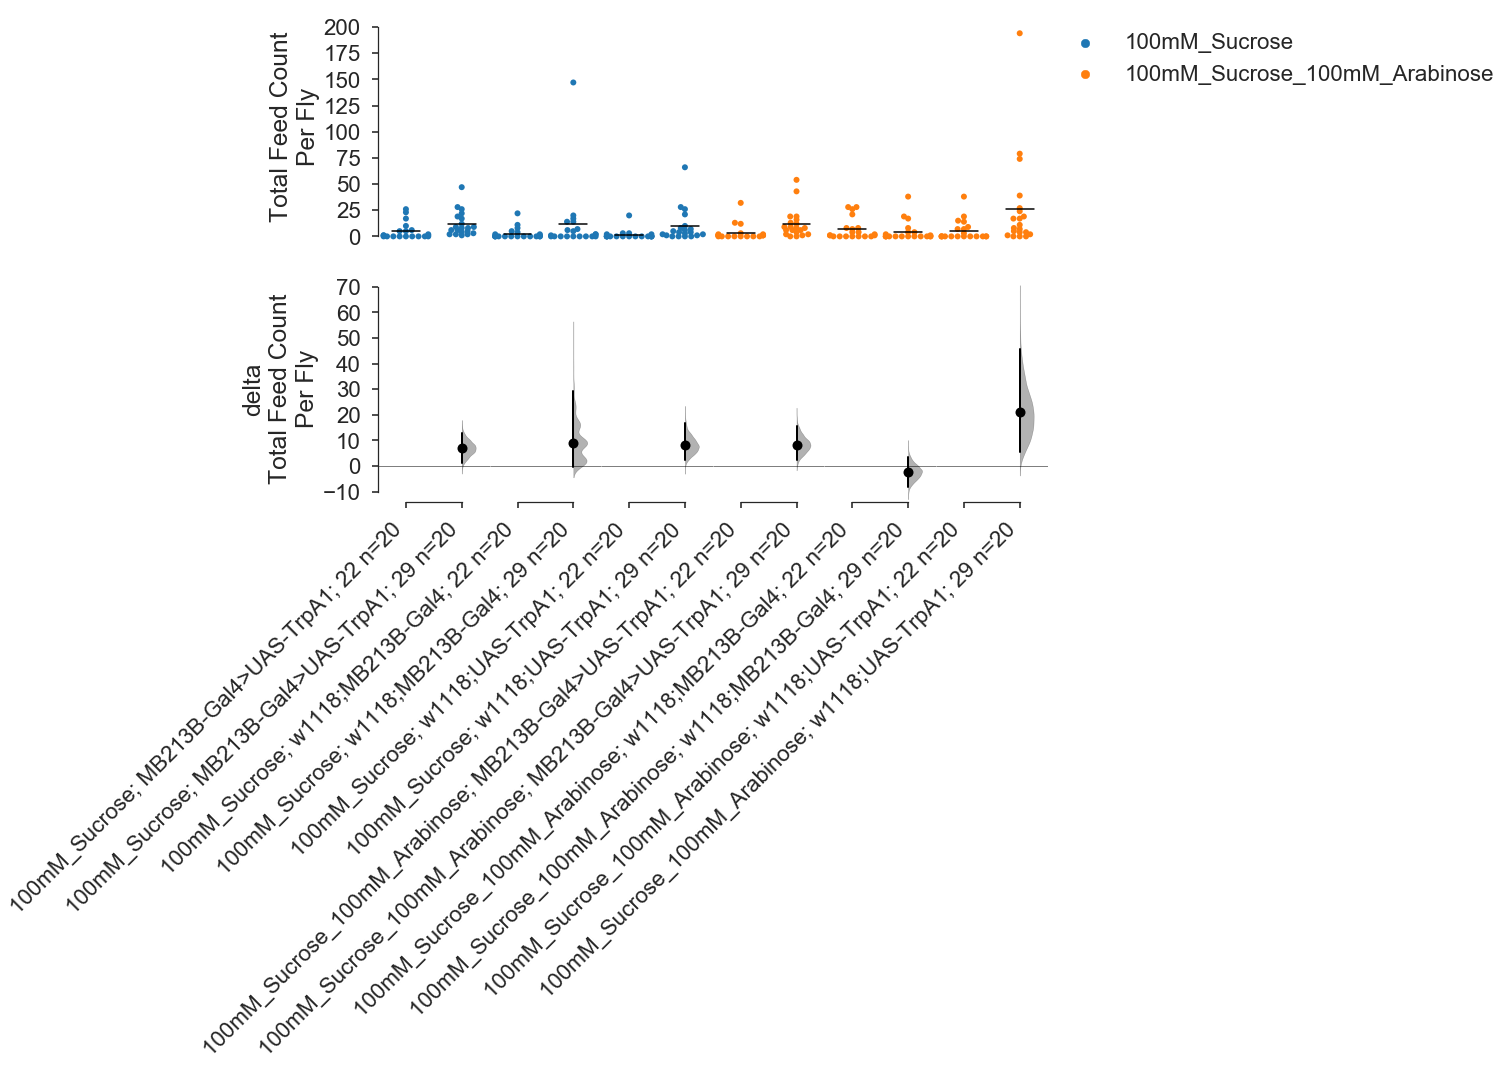 200
175
150
125
100
75
50
25
0
Total Feed Count
Per Fly
100mM_Sucrose
100mM_Sucrose_100mM_Arabinose
70
60
50
40
30
20
10
0
−10
delta
Total Feed Count
Per Fly
100mM_Sucrose; MB213B-Gal4>UAS-TrpA1; 22 n=20
100mM_Sucrose; MB213B-Gal4>UAS-TrpA1; 29 n=20
100mM_Sucrose; w1118;MB213B-Gal4; 22 n=20
100mM_Sucrose; w1118;MB213B-Gal4; 29 n=20
100mM_Sucrose; w1118;UAS-TrpA1; 22 n=20
100mM_Sucrose; w1118;UAS-TrpA1; 29 n=20
100mM_Sucrose_100mM_Arabinose; MB213B-Gal4>UAS-TrpA1; 22 n=20
100mM_Sucrose_100mM_Arabinose; MB213B-Gal4>UAS-TrpA1; 29 n=20
100mM_Sucrose_100mM_Arabinose; w1118;MB213B-Gal4; 22 n=20
100mM_Sucrose_100mM_Arabinose; w1118;MB213B-Gal4; 29 n=20
100mM_Sucrose_100mM_Arabinose; w1118;UAS-TrpA1; 22 n=20
100mM_Sucrose_100mM_Arabinose; w1118;UAS-TrpA1; 29 n=20